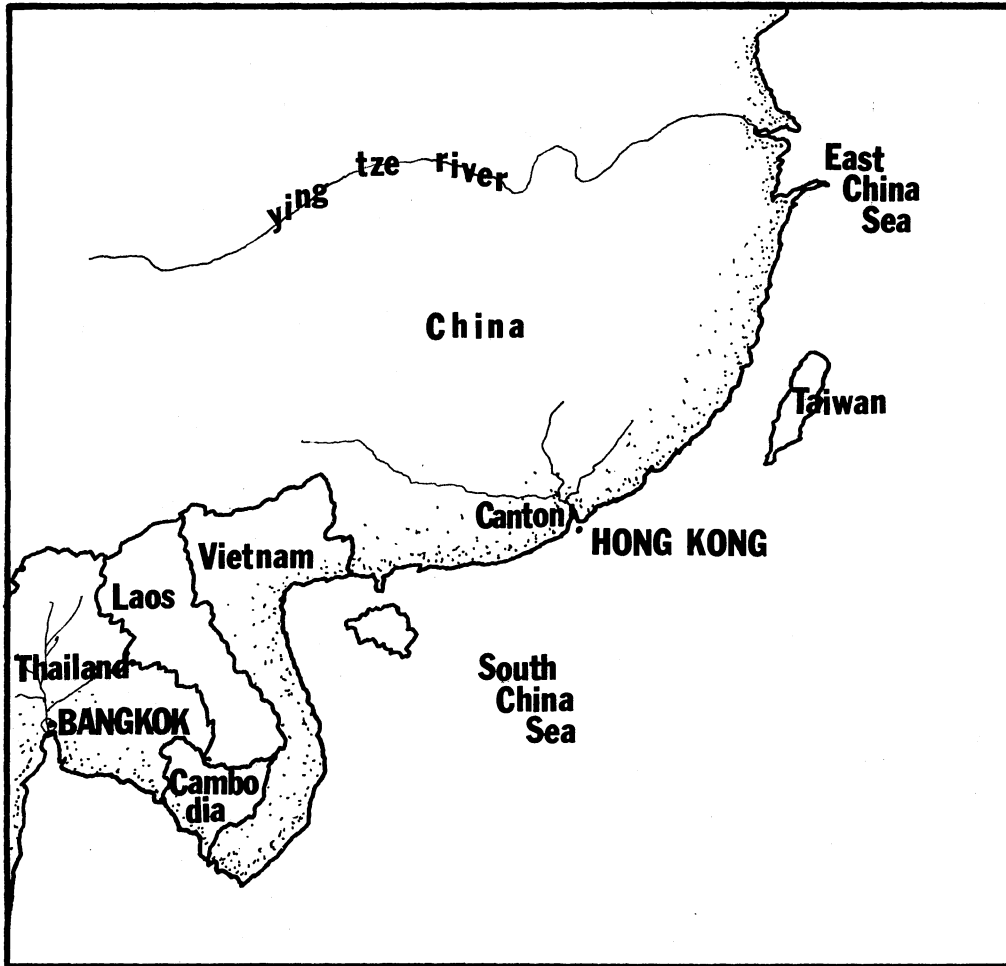 ying tze river
East
China
Sea
China
Taiwan
Canton
HONG KONG
Vietnam
Laos
Thailand
South
China
Sea
BANGKOK
Cambo
dia